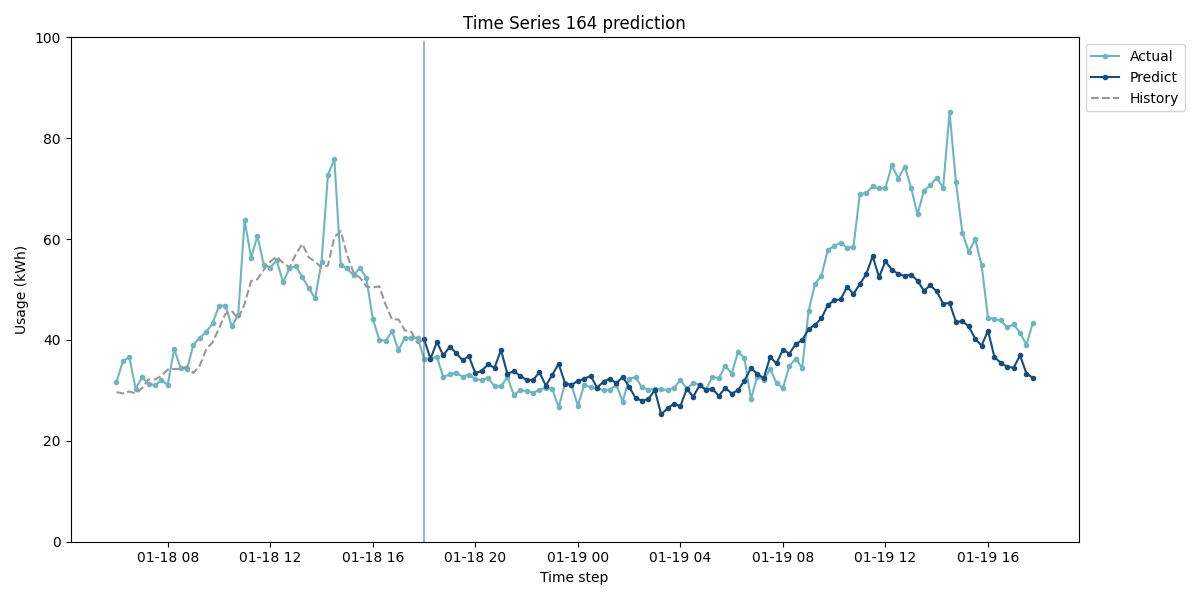 Time Series 164 prediction
100
80
60
40
20
0
Usage (kWh)
01-18 08
01-18 12
01-18 16
01-18 20
01-19 00
01-19 04
01-19 08
01-19 12
01-19 16
Time step
Actual
Predict
History